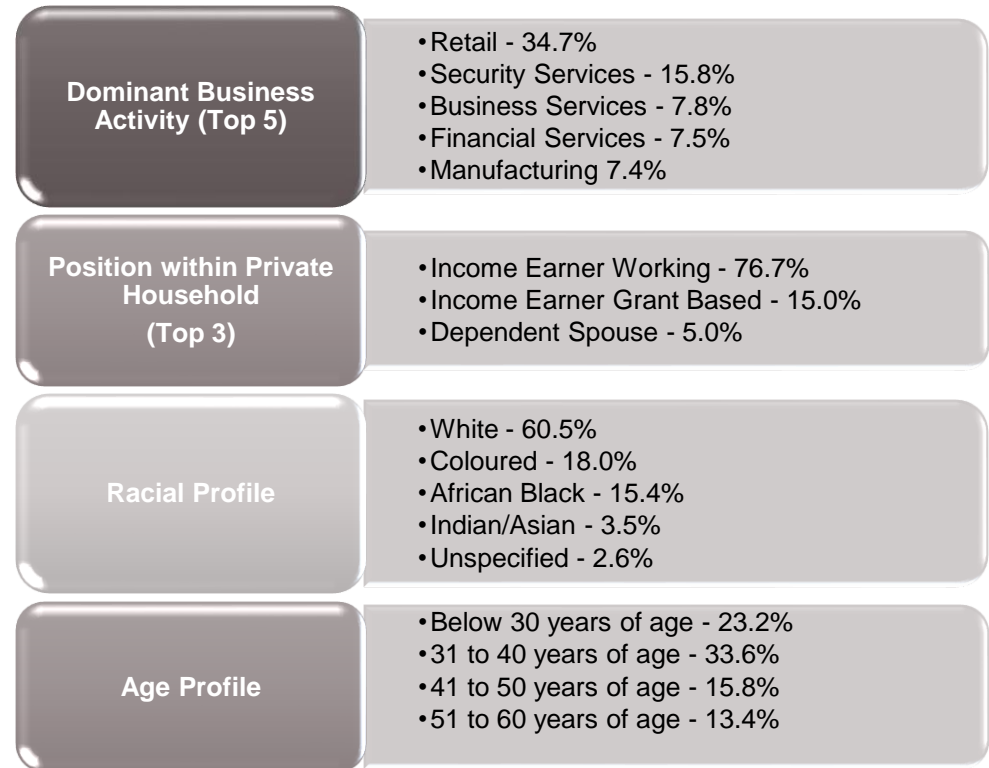 Dominant Business
Activity (Top 5)
•Retail - 34.7%
•Security Services - 15.8%
•Business Services - 7.8%
•Financial Services - 7.5%
•Manufacturing 7.4%
Position within Private
Household
(Top 3)
•Income Earner Working - 76.7%
•Income Earner Grant Based - 15.0%
•Dependent Spouse - 5.0%
Racial Profile
•White - 60.5%
•Coloured - 18.0%
•African Black - 15.4%
•Indian/Asian - 3.5%
•Unspecified - 2.6%
Age Profile
•Below 30 years of age - 23.2%
•31 to 40 years of age - 33.6%
•41 to 50 years of age - 15.8%
•51 to 60 years of age - 13.4%